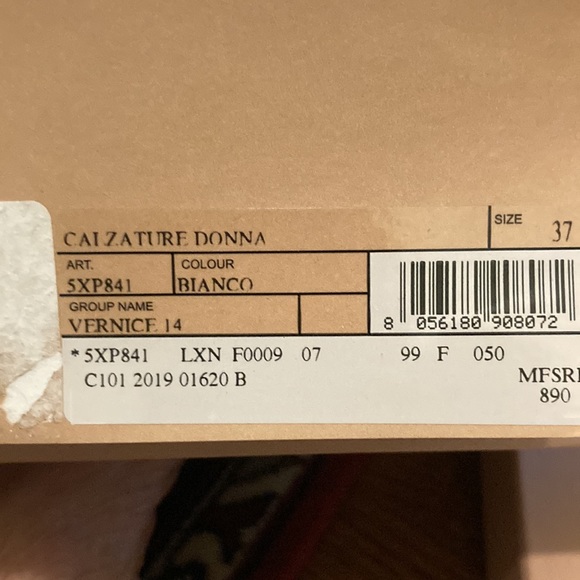 CALZATURE DONNA
SIZE 37
ART. COLOUR
5XP841 BIANCO
GROUP NAME
VERNICE 14
8 056180 908072
* 5XP841 LXN F0009 07 99 F 050
C101 2019 01620 B
890